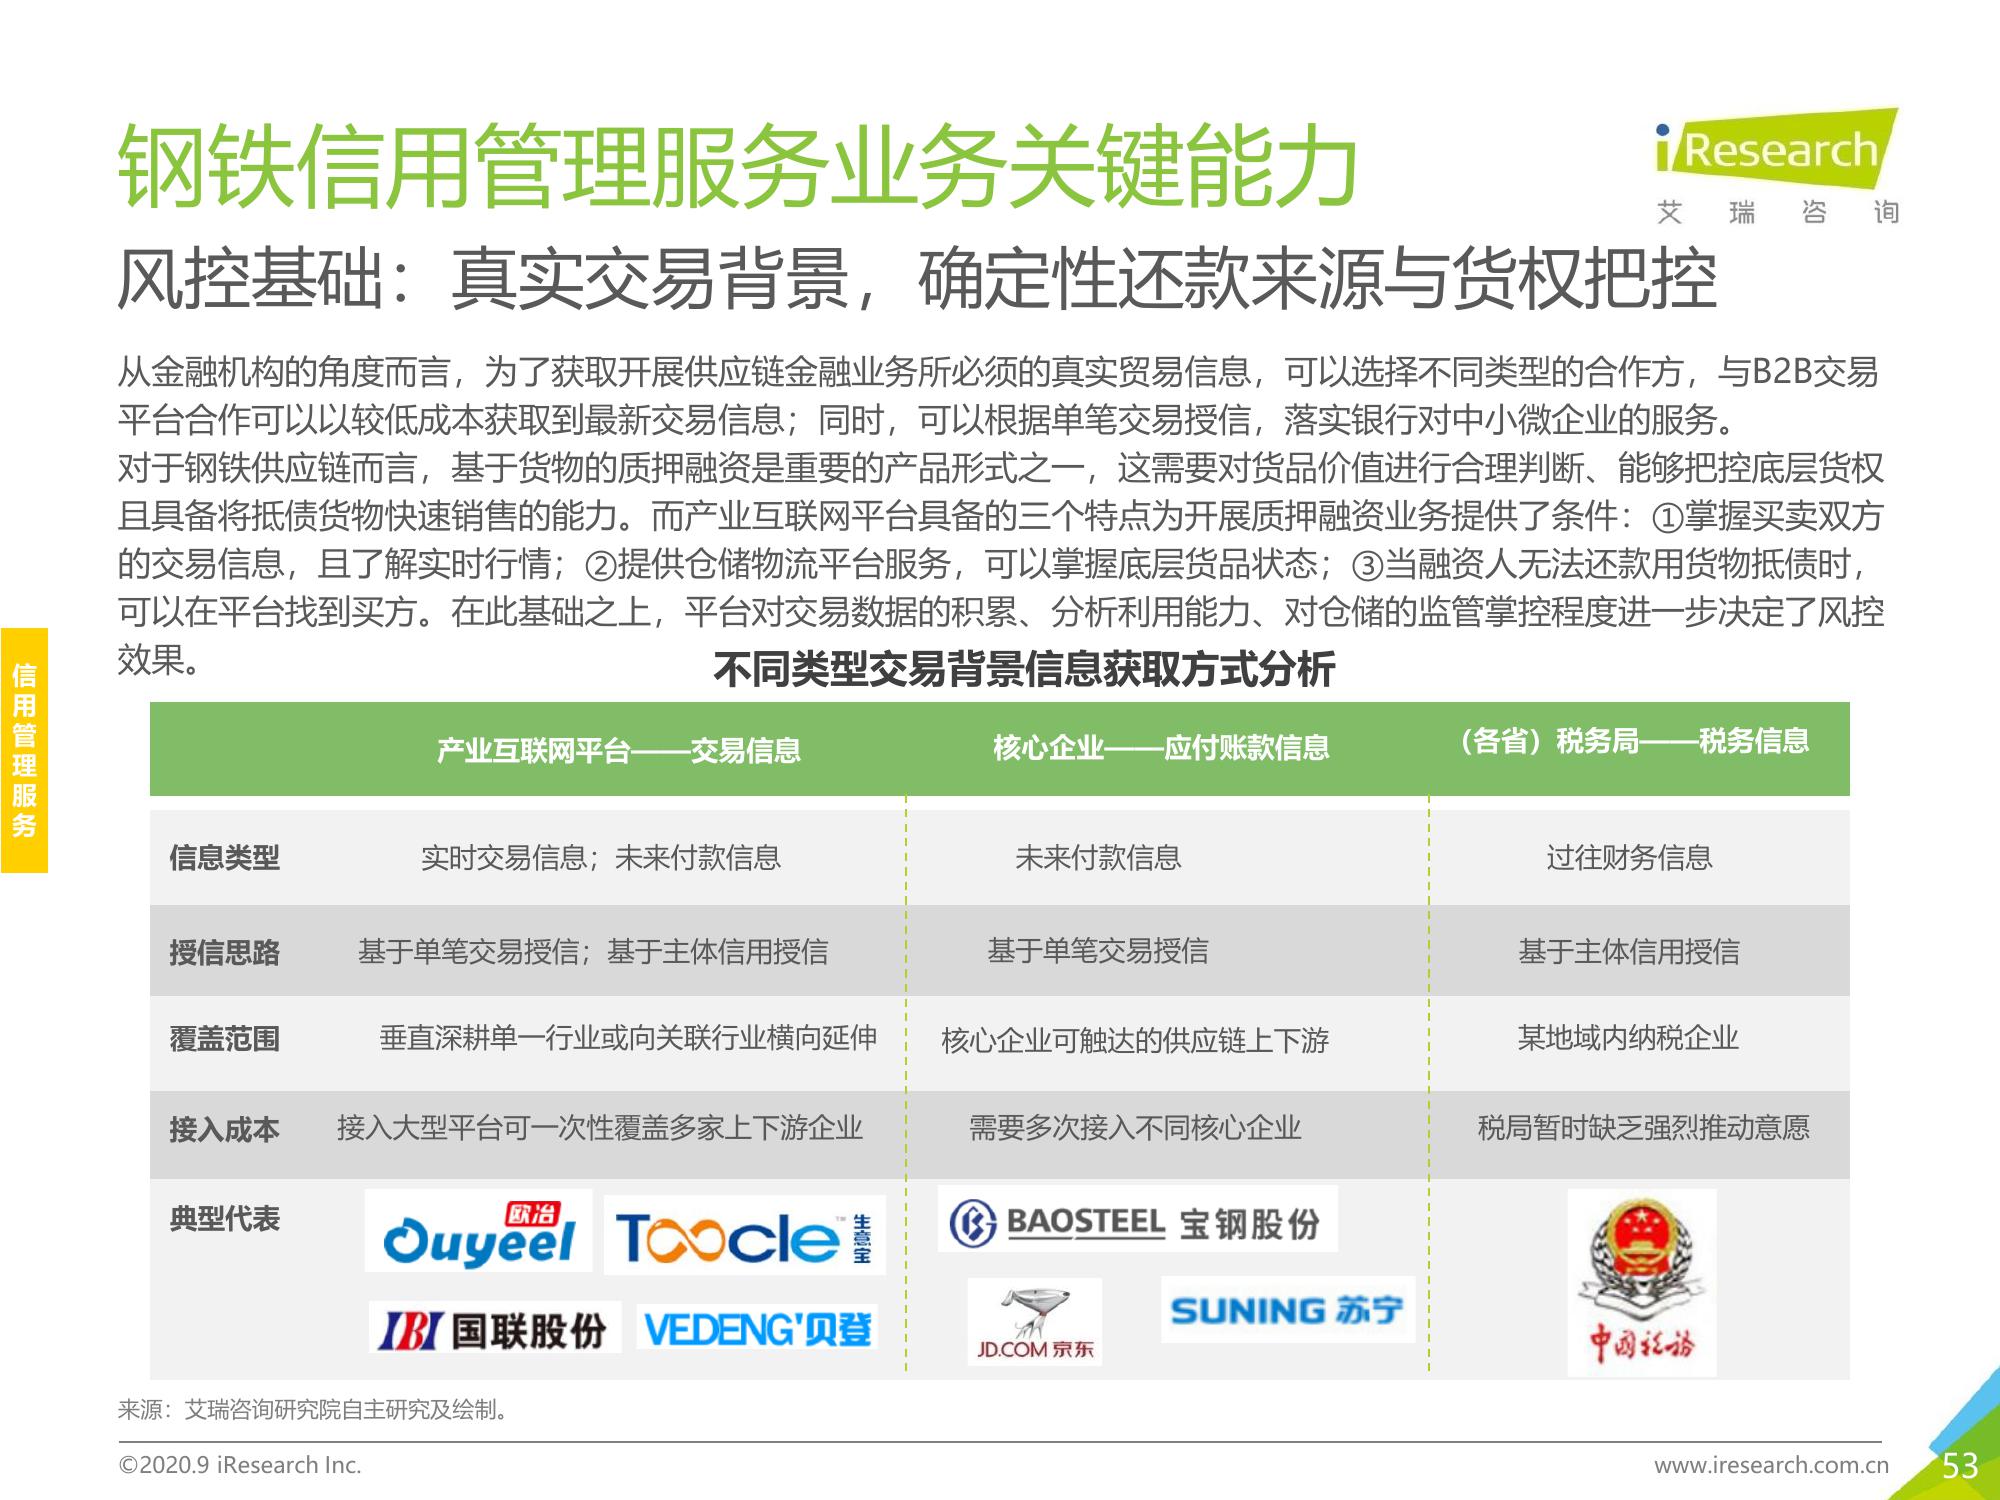 钢铁信用管理服务业务关键能力
iResearch
艾瑞咨询
风控基础：真实交易背景，确定性还款来源与货权把控
从金融机构的角度而言，为了获取开展供应链金融业务所必须的真实贸易信息，可以选择不同类型的合作方，与B2B交易
平台合作可以以较低成本获取到最新交易信息；同时，可以根据单笔交易授信，落实银行对中小微企业的服务。
对于钢铁供应链而言，基于货物的质押融资是重要的产品形式之一，这需要对货品价值进行合理判断、能够把控底层货权
且具备将抵债货物快速销售的能力。而产业互联网平台具备的三个特点为开展质押融资业务提供了条件：①掌握买卖双方
的交易信息，且了解实时行情；②提供仓储物流平台服务，可以掌握底层货品状态；③当融资人无法还款用货物抵债时，
可以在平台找到买方。在此基础之上，平台对交易数据的积累、分析利用能力、对仓储的监管掌控程度进一步决定了风控
效果。
信用管理服务
不同类型交易背景信息获取方式分析
产业互联网平台——交易信息 核心企业——应付账款信息 （各省）税务局——税务信息
信息类型 实时交易信息；未来付款信息 未来付款信息 过往财务信息
授信思路 基于单笔交易授信；基于主体信用授信 基于单笔交易授信 基于主体信用授信
覆盖范围 垂直深耕单一行业或向关联行业横向延伸 核心企业可触达的供应链上下游 某地域内纳税企业
接入成本 接入大型平台可一次性覆盖多家上下游企业 需要多次接入不同核心企业 税局暂时缺乏强烈推动意愿
典型代表
欧冶 Ouyeel
Toocle™ 生意宝
BAOSTEEL 宝钢股份
IBI 国联股份
VEDENG'贝登
JD.COM 京东
SUNING 苏宁
中国税务
来源：艾瑞咨询研究院自主研究及绘制。
©2020.9 iResearch Inc.
www.iresearch.com.cn
53